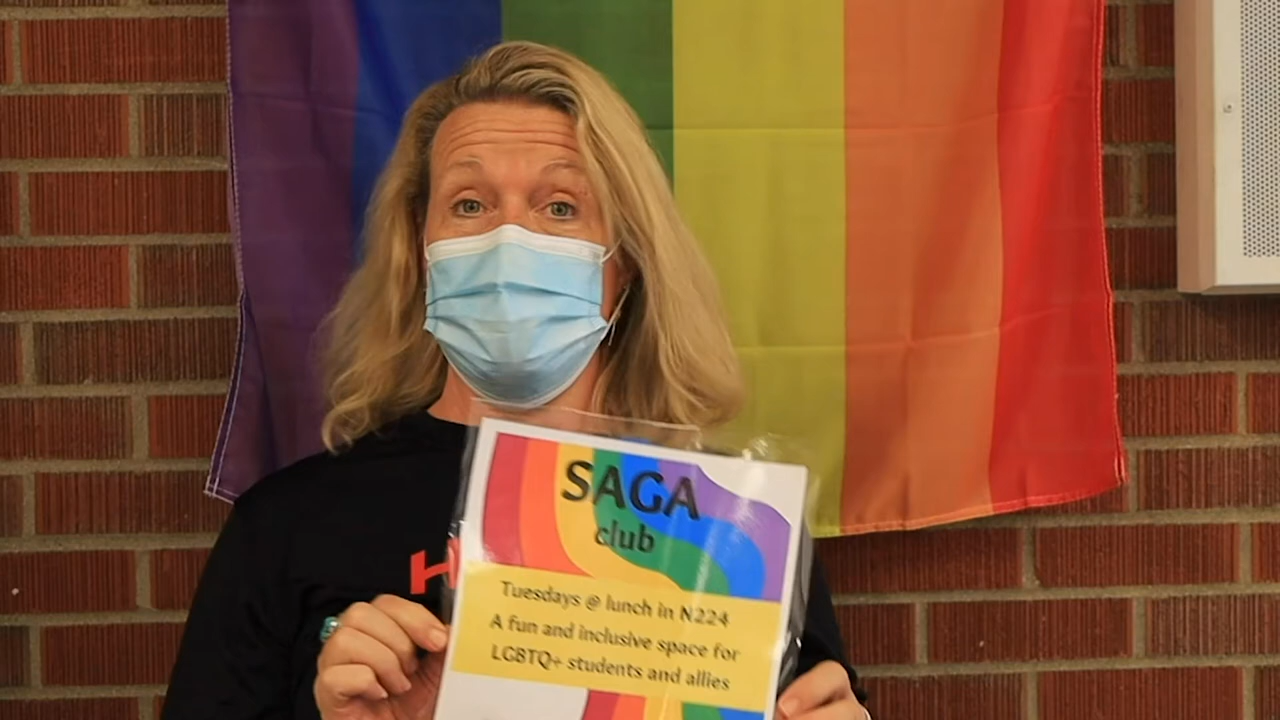 SAGA
club
Tuesdays @ lunch in N224
A fun and inclusive space for
LGBTQ+ students and allies
H